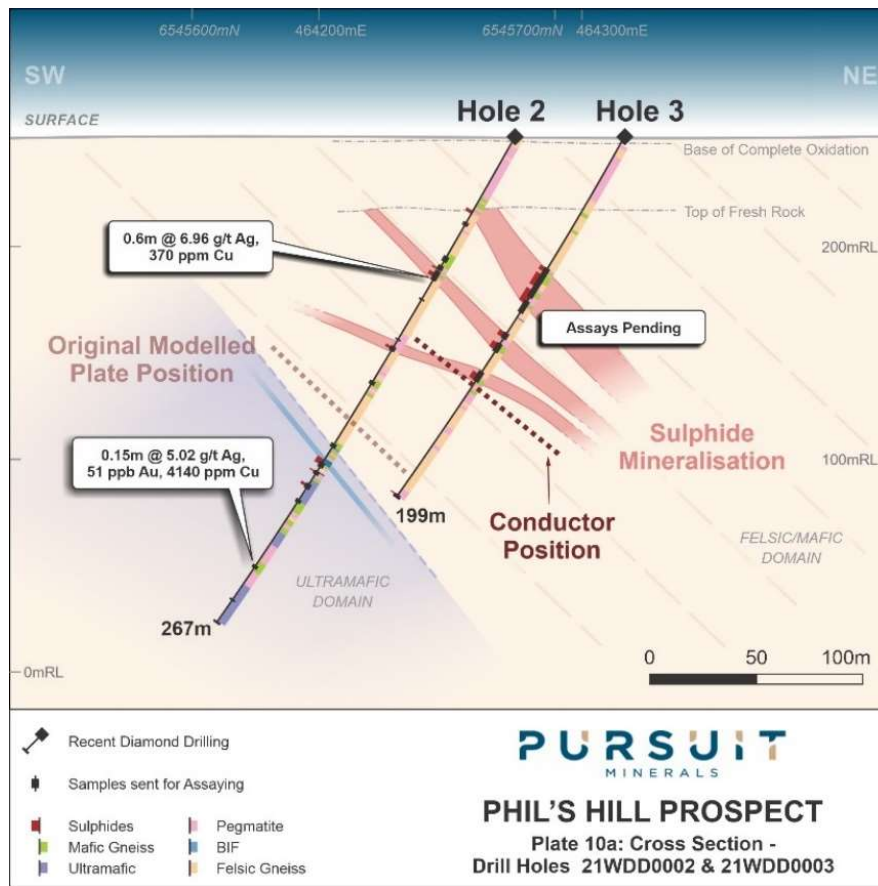 6545600mN
464200mE
6545700mN
464300mE
SW
NE
SURFACE
Hole 2
Hole 3
Base of Complete Oxidation
Top of Fresh Rock
200mRL
0.6m @ 6.96 g/t Ag,
370 ppm Cu
Assays Pending
Original Modelled
Plate Position
Sulphide
Mineralisation
0.15m @ 5.02 g/t Ag,
51 ppb Au, 4140 ppm Cu
100mRL
199m
Conductor
Position
FELSIC/MAFIC
DOMAIN
ULTRAMAFIC
DOMAIN
267m
0mRL
0
50
100m
Recent Diamond Drilling
Samples sent for Assaying
Sulphides
Pegmatite
Mafic Gneiss
BIF
Ultramafic
Felsic Gneiss
PURSUIT
MINERALS
PHIL'S HILL PROSPECT
Plate 10a: Cross Section -
Drill Holes 21WDD0002 & 21WDD0003